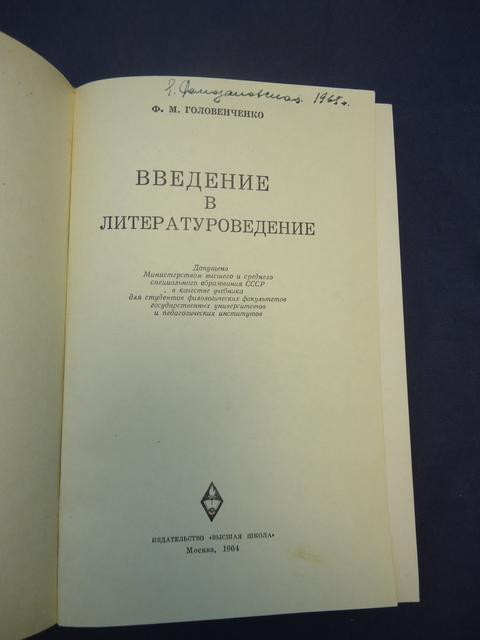 1965г.
Ф. М. ГОЛОВЕНЧЕНКО
ВВЕДЕНИЕ
В
ЛИТЕРАТУРОВЕДЕНИЕ
Допущено
Министерством высшего и среднего
специального образования СССР
в качестве учебника
для студентов филологических факультетов
государственных университетов
и педагогических институтов
ИЗДАТЕЛЬСТВО «ВЫСШАЯ ШКОЛА»
Москва, 1964